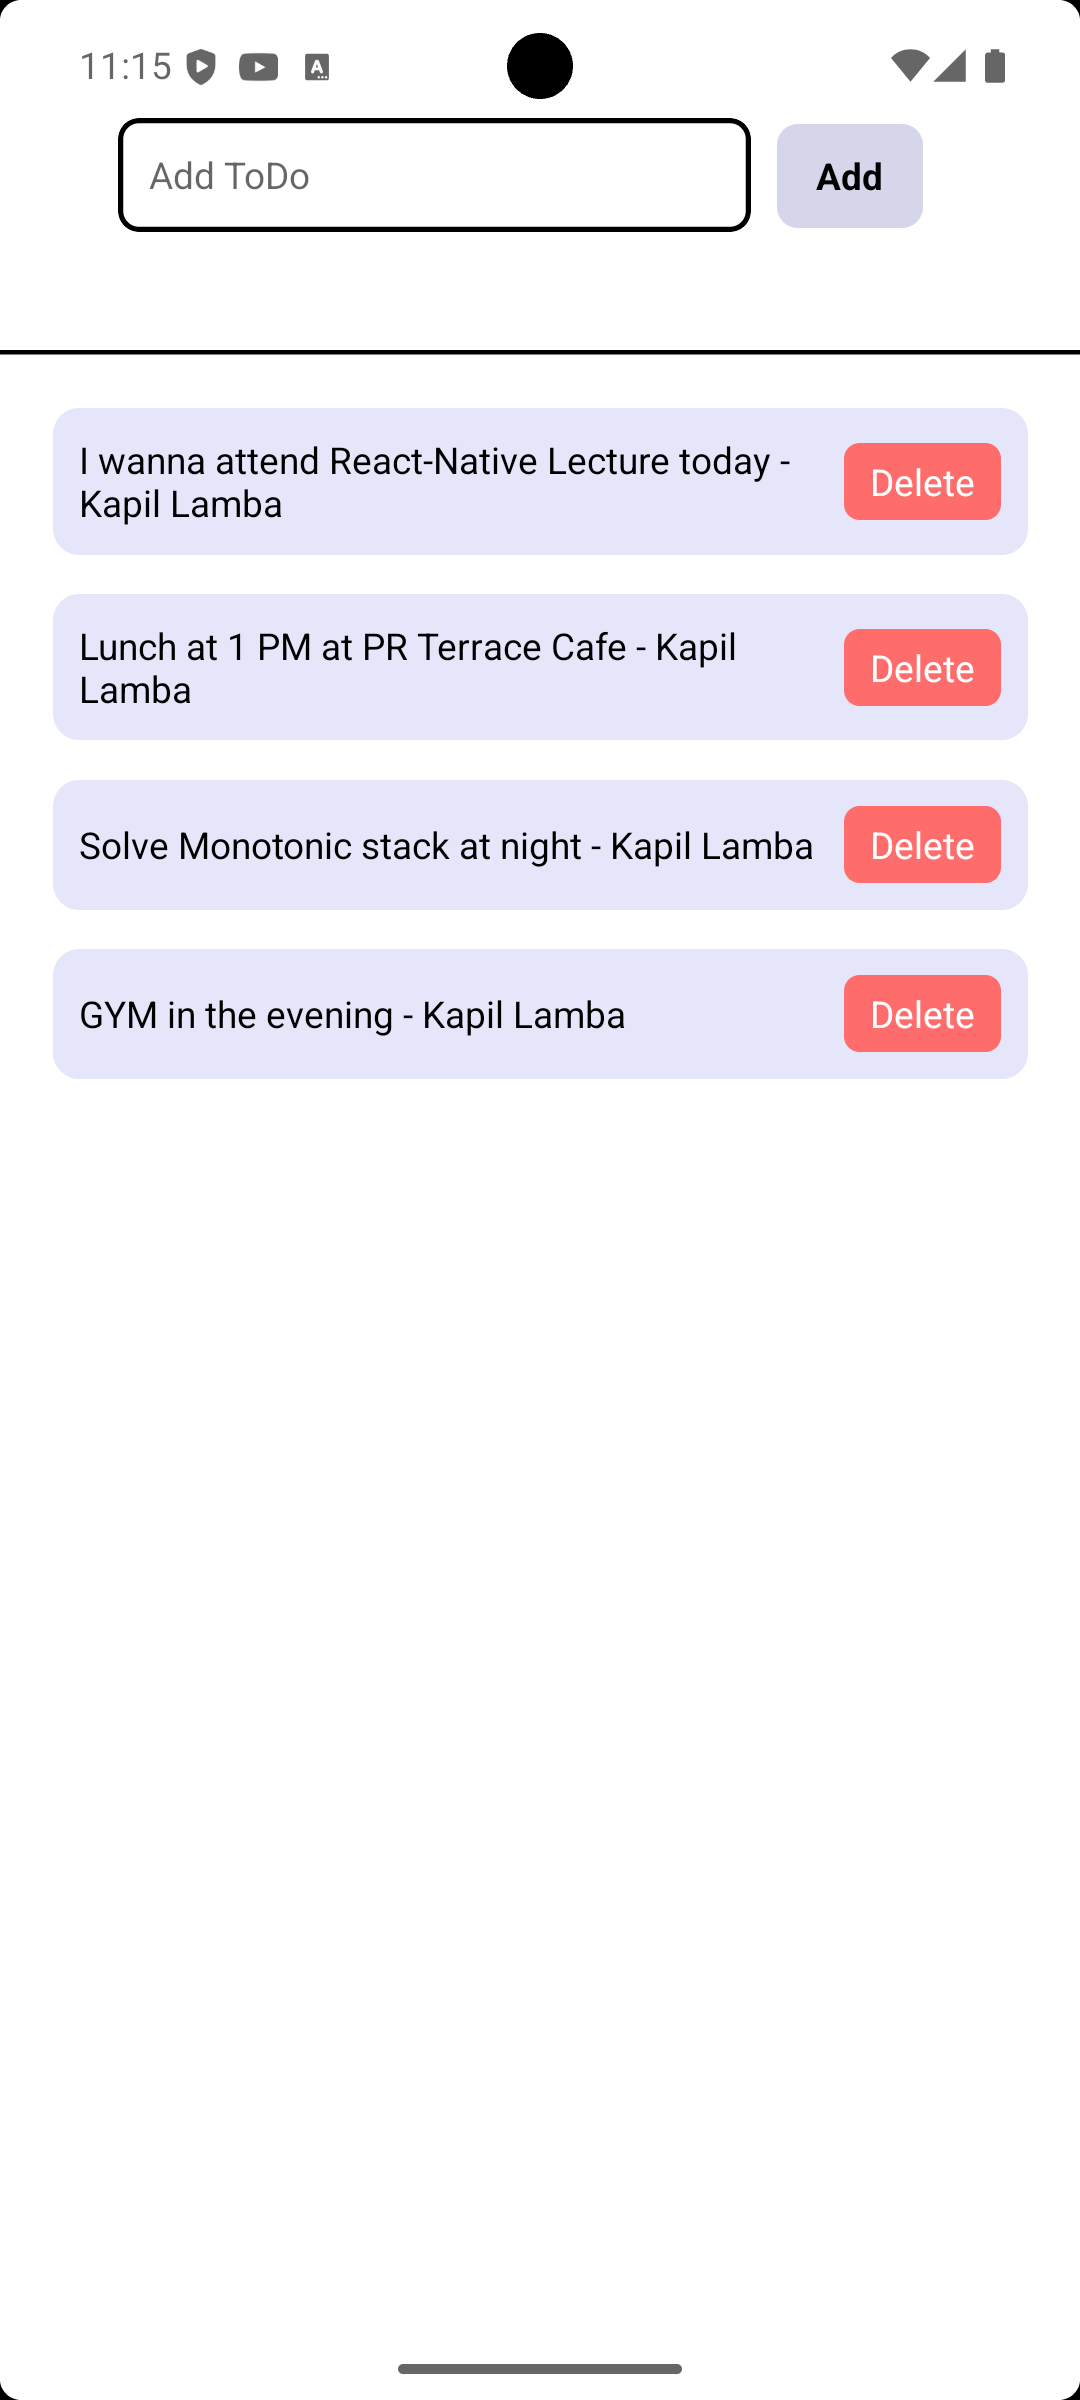 11:15
Add ToDo
Add
I wanna attend React-Native Lecture today -
Kapil Lamba
Delete
Lunch at 1 PM at PR Terrace Cafe - Kapil
Lamba
Delete
Solve Monotonic stack at night - Kapil Lamba
Delete
GYM in the evening - Kapil Lamba
Delete